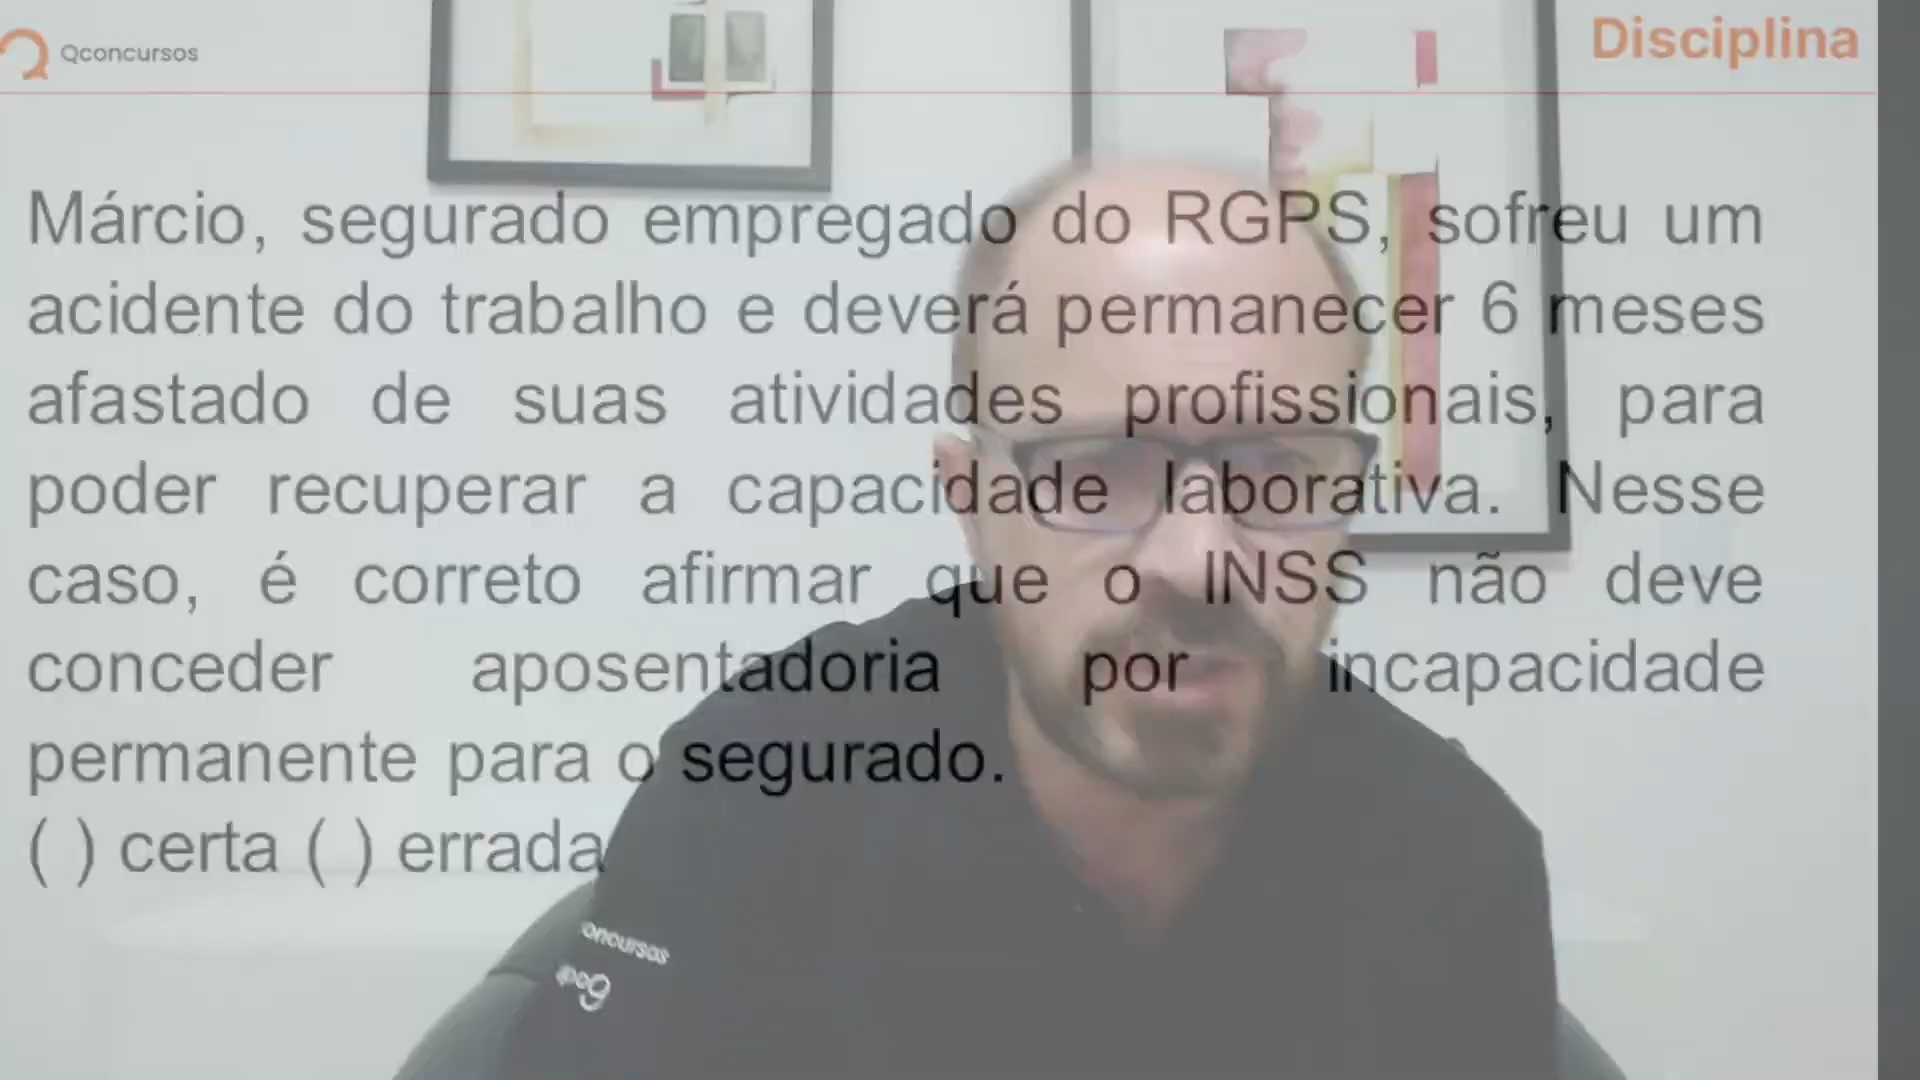 Qconcursos
Disciplina
Márcio, segurado empregado do RGPS, sofreu um
acidente do trabalho e deverá permanecer 6 meses
afastado de suas atividades profissionais, para
poder recuperar a capacidade laborativa. Nesse
caso, é correto afirmar que o INSS não deve
conceder aposentadoria por incapacidade
permanente para o segurado.
( ) certa ( ) errada
oncursos